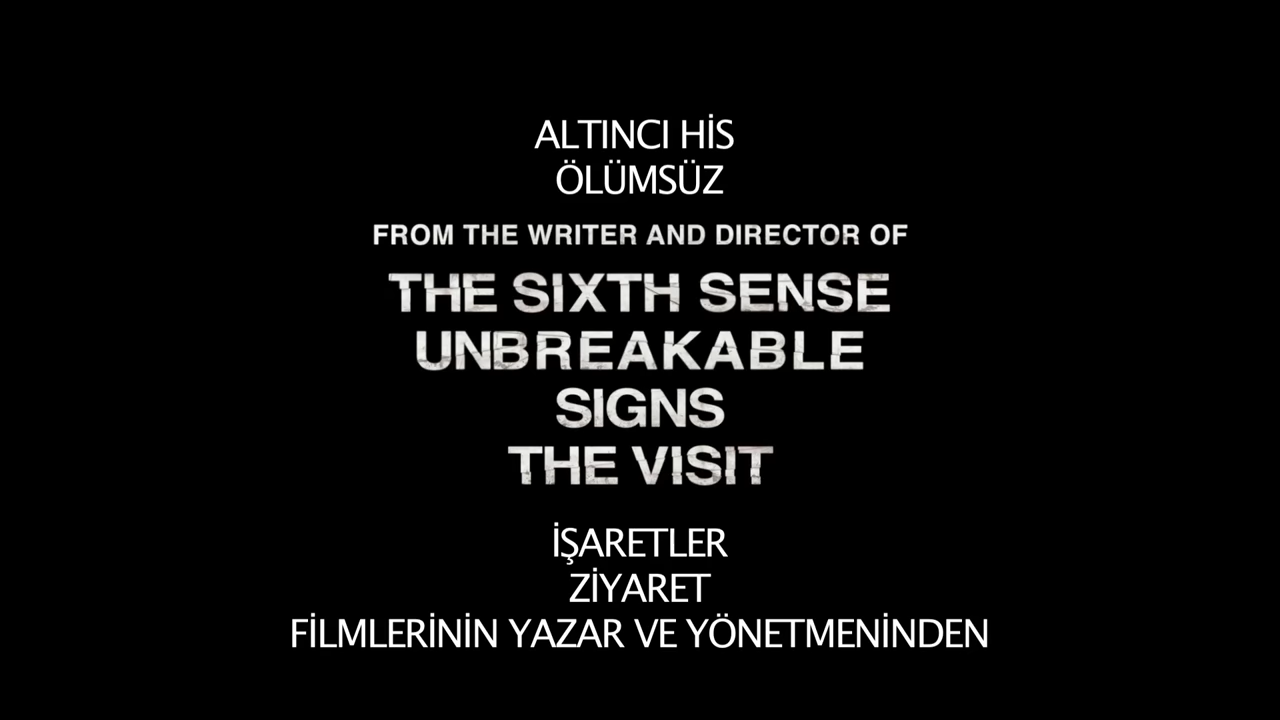 ALTINCI HİS
ÖLÜMSÜZ
FROM THE WRITER AND DIRECTOR OF
THE SIXTH SENSE
UNBREAKABLE
SIGNS
THE VISIT
İŞARETLER
ZİYARET
FİLMLERİNİN YAZAR VE YÖNETMENİNDEN